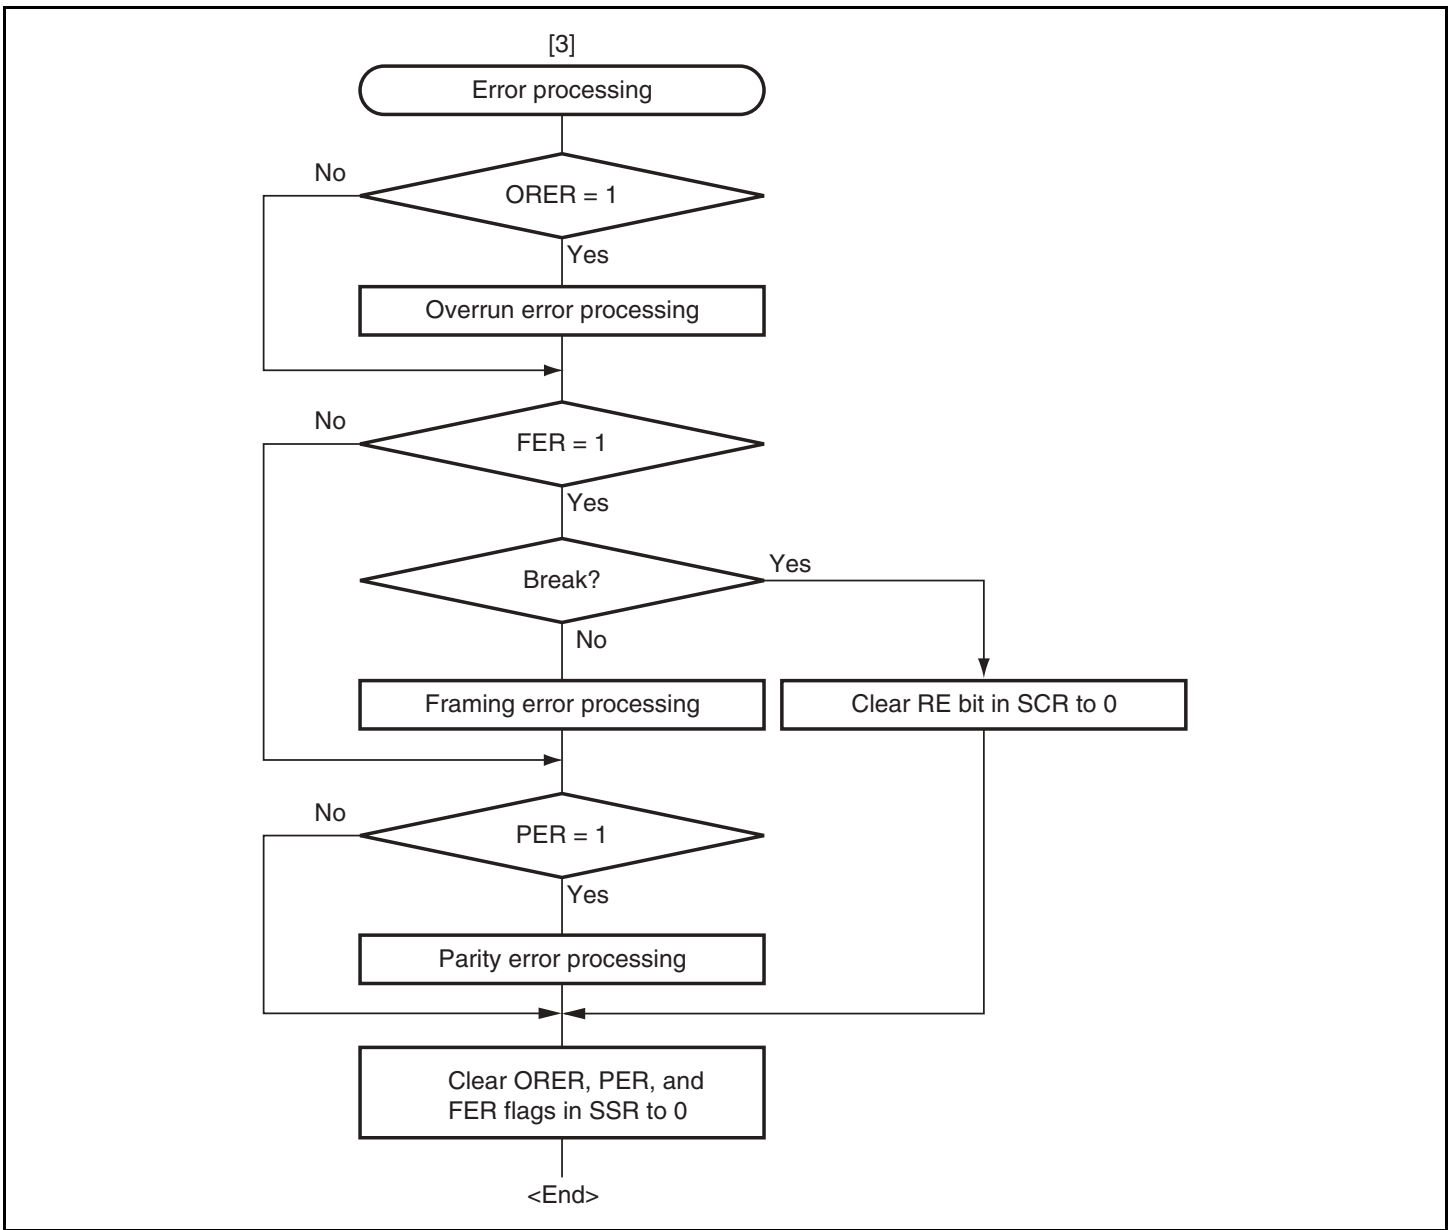 [3]
Error processing
No
ORER = 1
Yes
Overrun error processing
No
FER = 1
Yes
Break?
Yes
No
Framing error processing
Clear RE bit in SCR to 0
No
PER = 1
Yes
Parity error processing
Clear ORER, PER, and
FER flags in SSR to 0
<End>